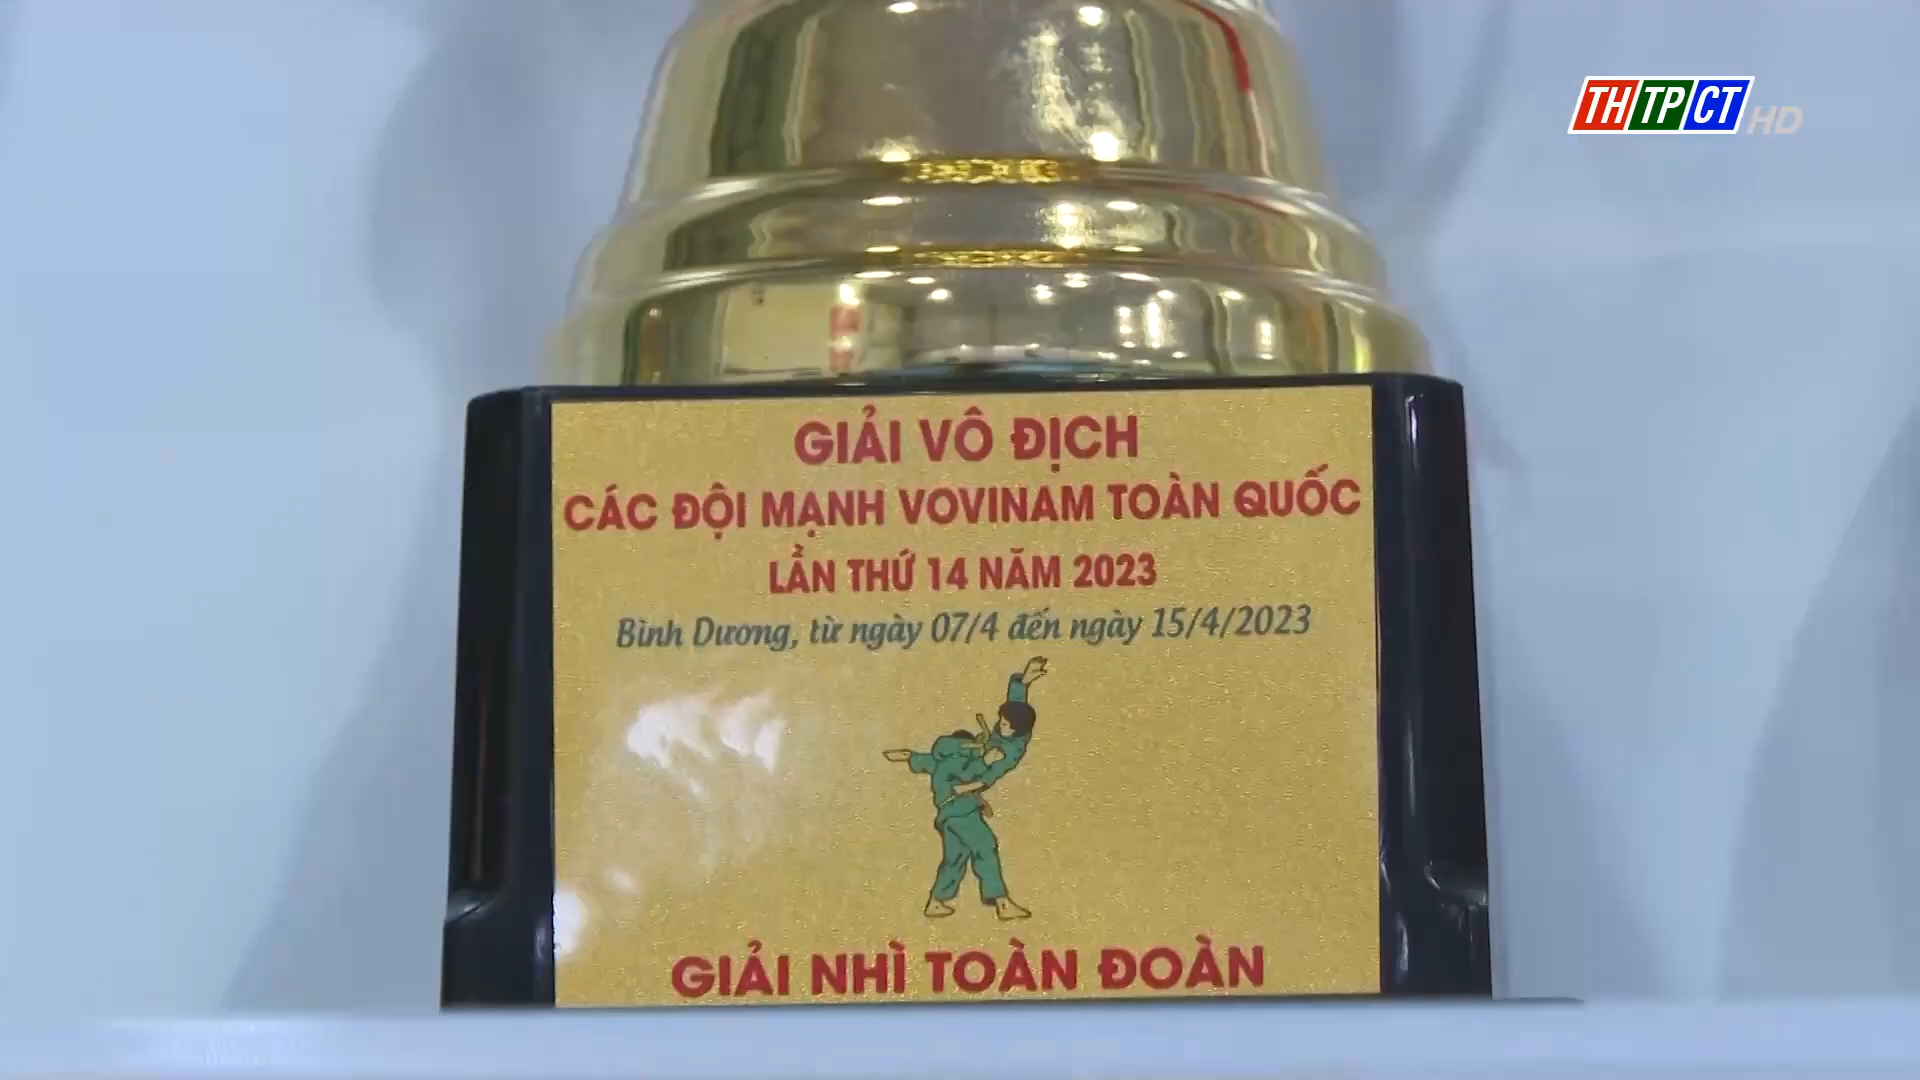 THTPCT HD
GIẢI VÔ ĐỊCH
CÁC ĐỘI MẠNH VOVINAM TOÀN QUỐC
LẦN THỨ 14 NĂM 2023
Bình Dương, từ ngày 07/4 đến ngày 15/4/2023
GIẢI NHÌ TOÀN ĐOÀN